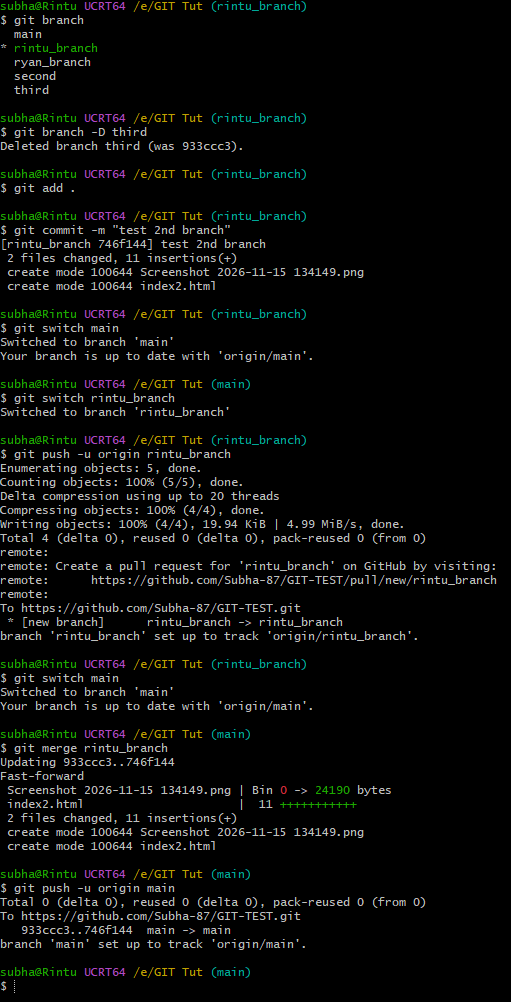 subha@Rintu UCRT64 /e/GIT Tut (rintu_branch)
$ git branch
  main
* rintu_branch
  ryan_branch
  second
  third

subha@Rintu UCRT64 /e/GIT Tut (rintu_branch)
$ git branch -D third
Deleted branch third (was 933ccc3).

subha@Rintu UCRT64 /e/GIT Tut (rintu_branch)
$ git add .

subha@Rintu UCRT64 /e/GIT Tut (rintu_branch)
$ git commit -m "test 2nd branch"
[rintu_branch 746f144] test 2nd branch
 2 files changed, 11 insertions(+)
 create mode 100644 Screenshot 2026-11-15 134149.png
 create mode 100644 index2.html

subha@Rintu UCRT64 /e/GIT Tut (rintu_branch)
$ git switch main
Switched to branch 'main'
Your branch is up to date with 'origin/main'.

subha@Rintu UCRT64 /e/GIT Tut (main)
$ git switch rintu_branch
Switched to branch 'rintu_branch'

subha@Rintu UCRT64 /e/GIT Tut (rintu_branch)
$ git push -u origin rintu_branch
Enumerating objects: 5, done.
Counting objects: 100% (5/5), done.
Delta compression using up to 20 threads
Compressing objects: 100% (4/4), done.
Writing objects: 100% (4/4), 19.94 KiB | 4.99 MiB/s, done.
Total 4 (delta 0), reused 0 (delta 0), pack-reused 0 (from 0)
remote:
remote: Create a pull request for 'rintu_branch' on GitHub by visiting:
remote:      https://github.com/Subha-87/GIT-TEST/pull/new/rintu_branch
remote:
To https://github.com/Subha-87/GIT-TEST.git
 * [new branch]      rintu_branch -> rintu_branch
branch 'rintu_branch' set up to track 'origin/rintu_branch'.

subha@Rintu UCRT64 /e/GIT Tut (rintu_branch)
$ git switch main
Switched to branch 'main'
Your branch is up to date with 'origin/main'.

subha@Rintu UCRT64 /e/GIT Tut (main)
$ git merge rintu_branch
Updating 933ccc3..746f144
Fast-forward
 Screenshot 2026-11-15 134149.png | Bin 0 -> 24190 bytes
 index2.html                      |  11 +++++++++++
 2 files changed, 11 insertions(+)
 create mode 100644 Screenshot 2026-11-15 134149.png
 create mode 100644 index2.html

subha@Rintu UCRT64 /e/GIT Tut (main)
$ git push -u origin main
Total 0 (delta 0), reused 0 (delta 0), pack-reused 0 (from 0)
To https://github.com/Subha-87/GIT-TEST.git
   933ccc3..746f144  main -> main
branch 'main' set up to track 'origin/main'.

subha@Rintu UCRT64 /e/GIT Tut (main)
$